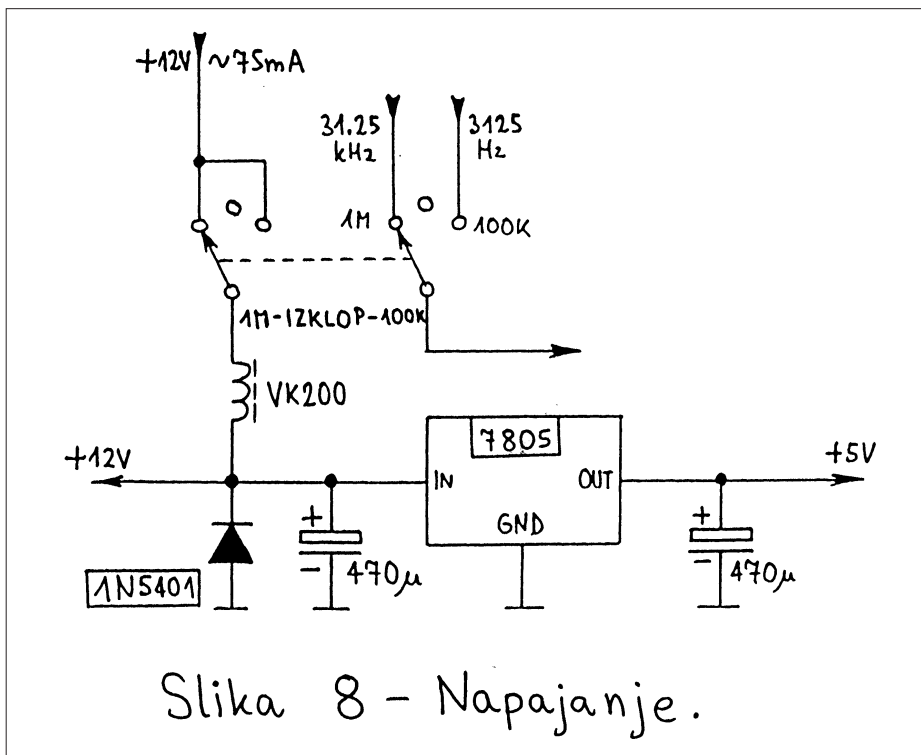 +12V ~75mA
31.25
kHz
3125
Hz
1M
100K
1M-IZKLOP-100K
VK200
+12V
7805
+5V
IN
OUT
GND
+
-
470µ
+
-
470µ
1N5401
Slika 8 - Napajanje.